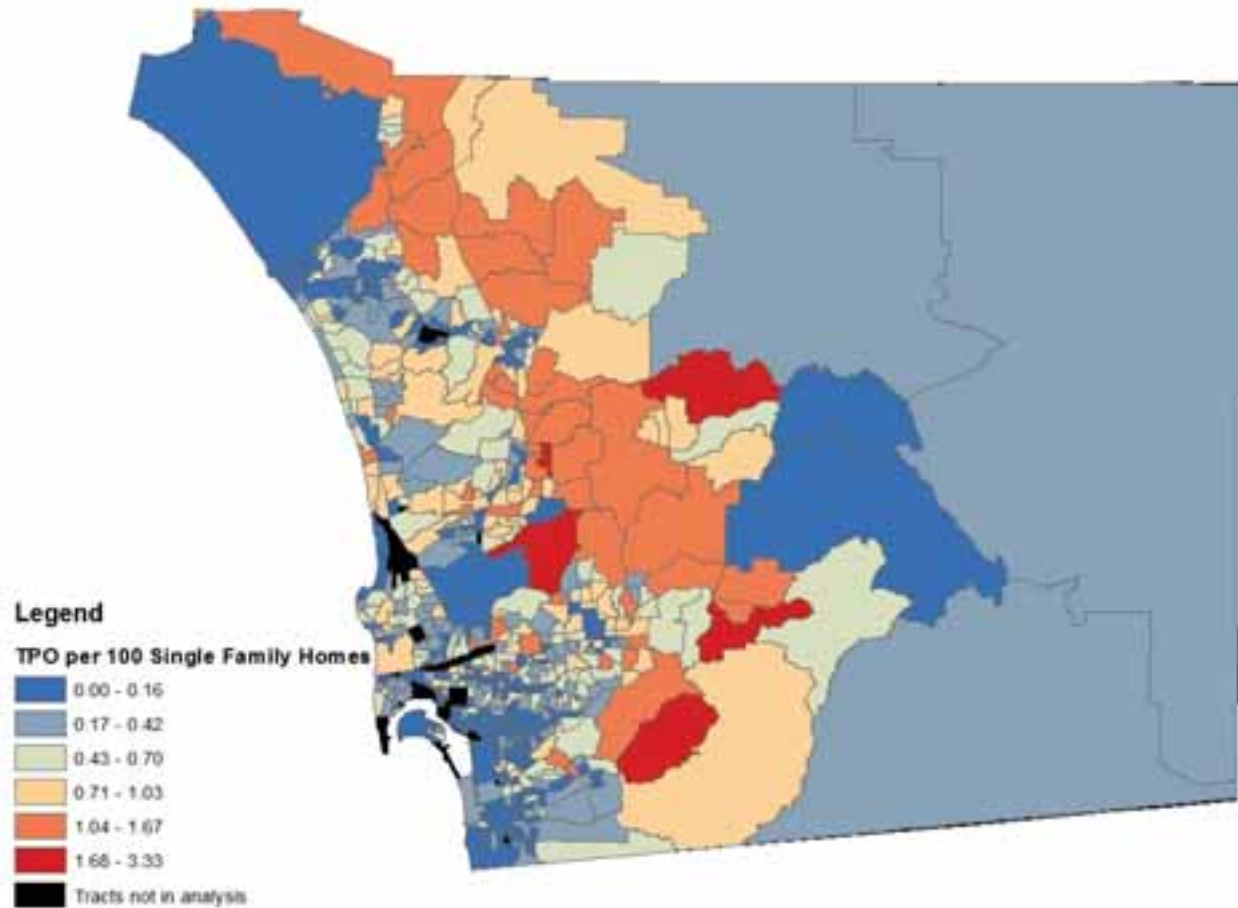 Legend
TPO per 100 Single Family Homes
0.00 - 0.16
0.17 - 0.42
0.43 - 0.70
0.71 - 1.03
1.04 - 1.67
1.68 - 3.33
Tracts not in analysis